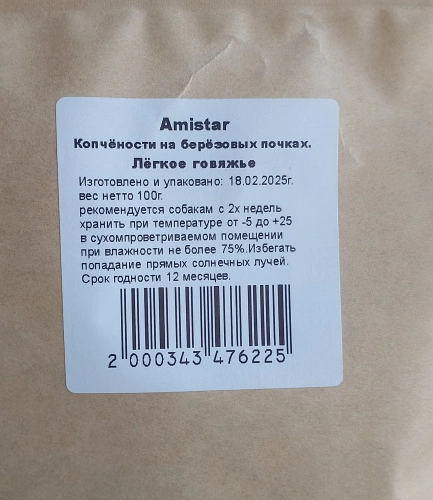 Amistar
Копчёности на берёзовых почках.
Лёгкое говяжье
Изготовлено и упаковано: 18.02.2025г.
вес нетто 100г.
рекомендуется собакам с 2х недель
хранить при температуре от -5 до +25
в сухомпроветриваемом помещении
при влажности не более 75%.Избегать
попадание прямых солнечных лучей.
Срок годности 12 месяцев.
2 000343 476225